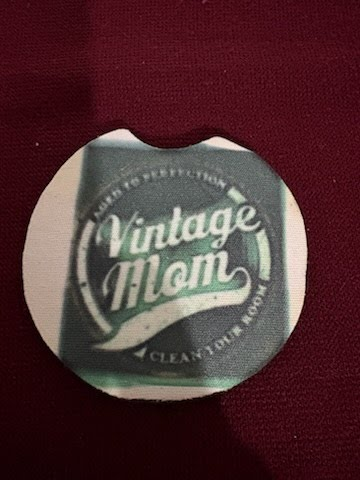 AGED TO PERFECTION
Vintage
Mom
CLEAN YOUR ROOM